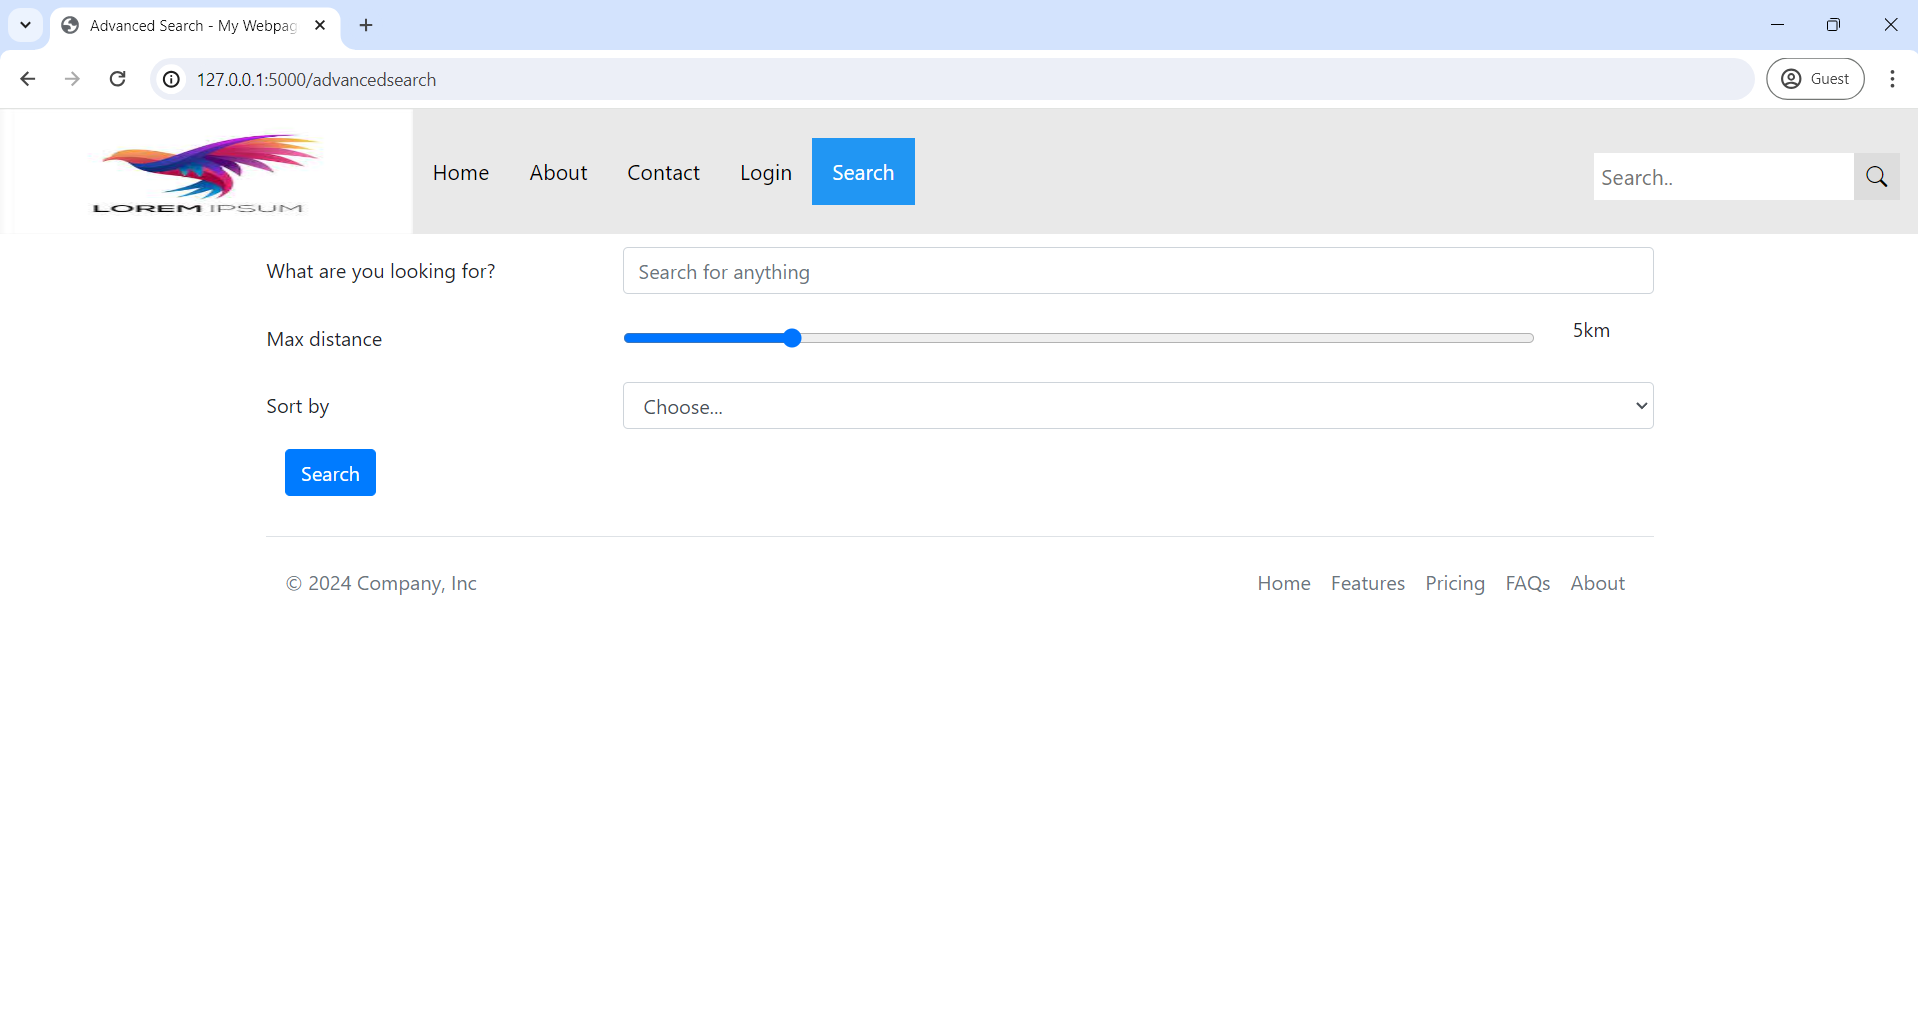 Advanced Search - My Webpag
127.0.0.1:5000/advancedsearch
Guest
LOREM IPSUM
Home About Contact Login Search
Search..
What are you looking for?
Search for anything
Max distance
5km
Sort by
Choose...
Search
© 2024 Company, Inc
Home Features Pricing FAQs About